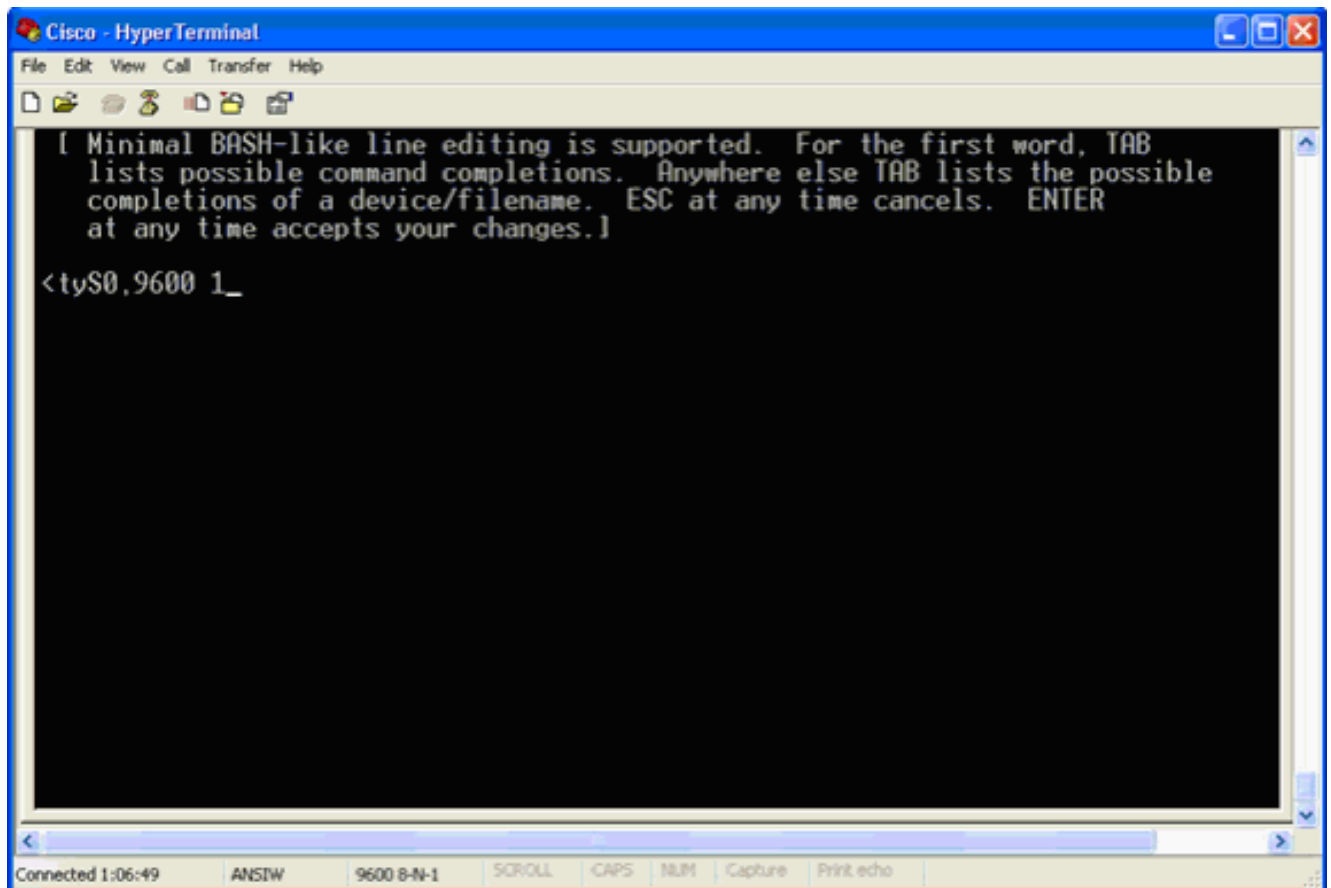 Cisco - HyperTerminal
File Edit View Call Transfer Help
[ Minimal BASH-like line editing is supported. For the first word, TAB
lists possible command completions. Anywhere else TAB lists the possible
completions of a device/filename. ESC at any time cancels. ENTER
at any time accepts your changes.]
<tyS0,9600 1_
Connected 1:06:49 ANSIW 9600 8-N-1 SCROLL CAPS NUM Capture Print echo